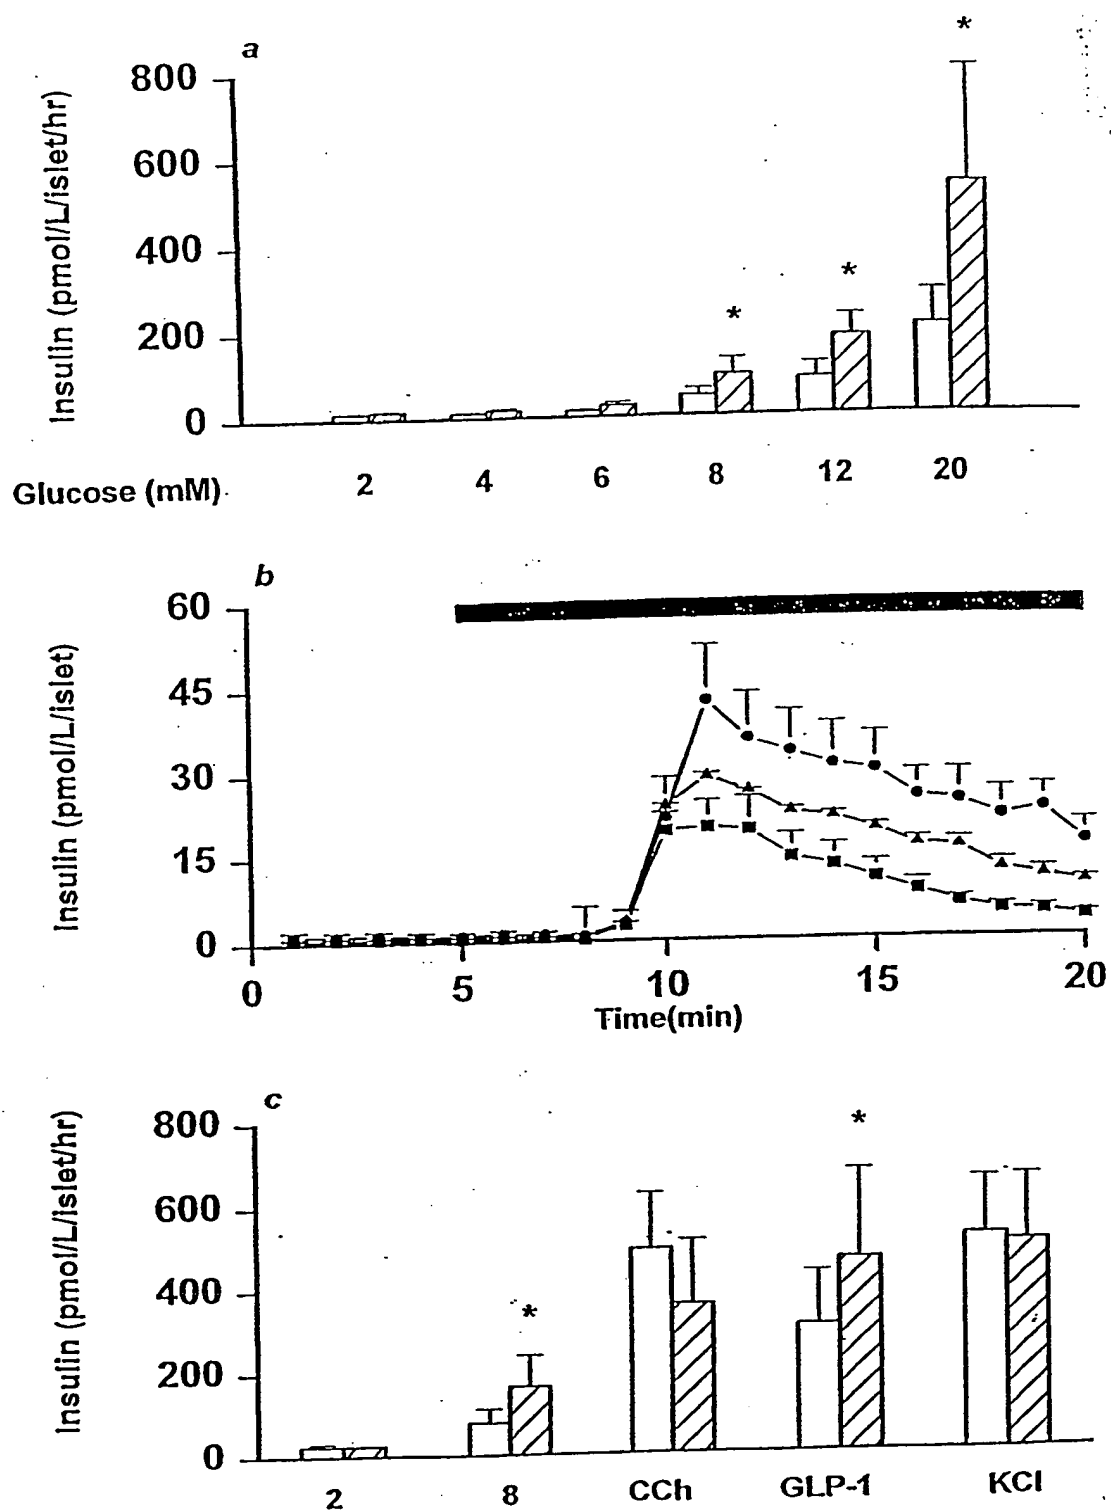 a
*
800
600
400
200
0
Insulin (pmol/L/islet/hr)
*
*
Glucose (mM) 2 4 6 8 12 20
b
60
45
30
15
0
Insulin (pmol/L/islet)
0 5 10 15 20
Time(min)
c
*
800
600
400
200
0
Insulin (pmol/L/islet/hr)
*
2 8 CCh GLP-1 KCl